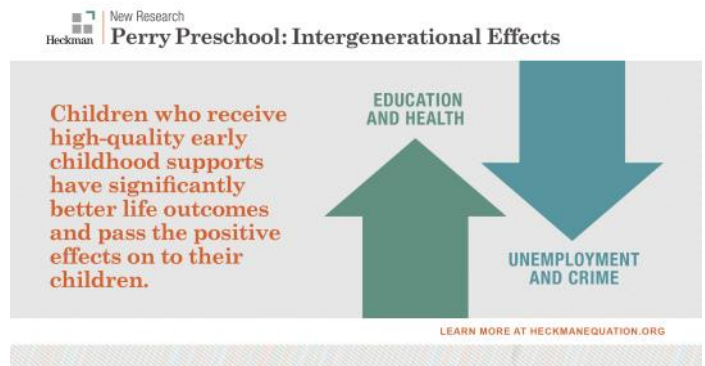 New Research
Heckman
Perry Preschool: Intergenerational Effects
Children who receive
high-quality early
childhood supports
have significantly
better life outcomes
and pass the positive
effects on to their
children.
EDUCATION
AND HEALTH
UNEMPLOYMENT
AND CRIME
LEARN MORE AT HECKMANEQUATION.ORG